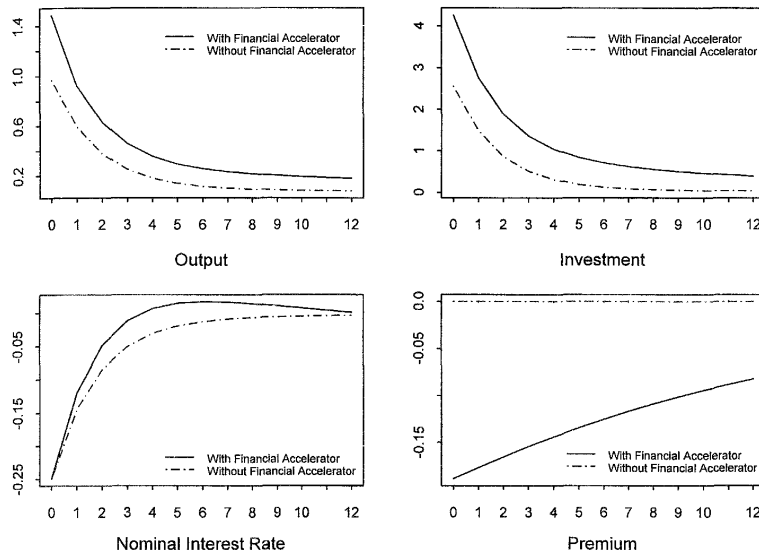 1.4
1.0
0.6
0.2
With Financial Accelerator
Without Financial Accelerator
0 1 2 3 4 5 6 7 8 9 10 12
Output
4
3
2
1
0
With Financial Accelerator
Without Financial Accelerator
0 1 2 3 4 5 6 7 8 9 10 12
Investment
-0.05
-0.15
-0.25
With Financial Accelerator
Without Financial Accelerator
0 1 2 3 4 5 6 7 8 9 10 12
Nominal Interest Rate
0.0
-0.05
-0.15
With Financial Accelerator
Without Financial Accelerator
0 1 2 3 4 5 6 7 8 9 10 12
Premium